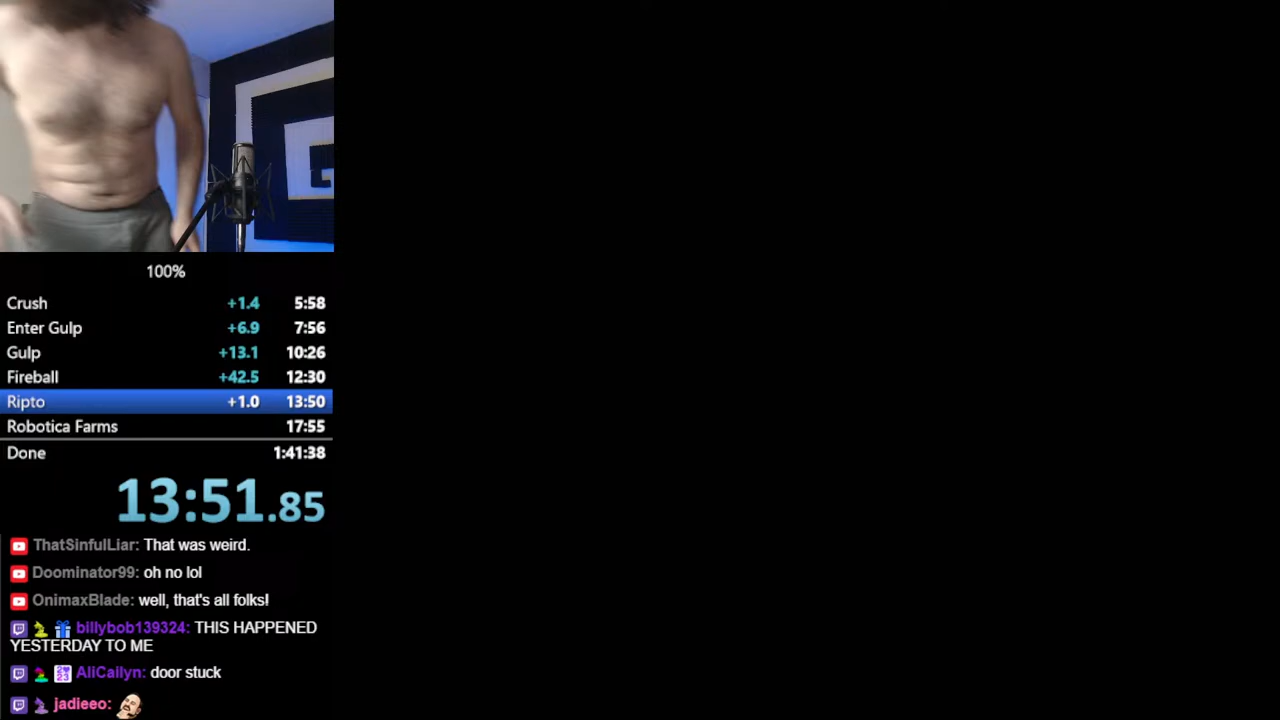 100%
Crush +1.4 5:58
Enter Gulp +6.9 7:56
Gulp +13.1 10:26
Fireball +42.5 12:30
Ripto +1.0 13:50
Robotica Farms 17:55
Done 1:41:38
13:51.85
ThatSinfulLiar: That was weird.
Doominator99: oh no lol
OnimaxBlade: well, that's all folks!
billybob139324: THIS HAPPENED
YESTERDAY TO ME
AliCailyn: door stuck
jadieeo: